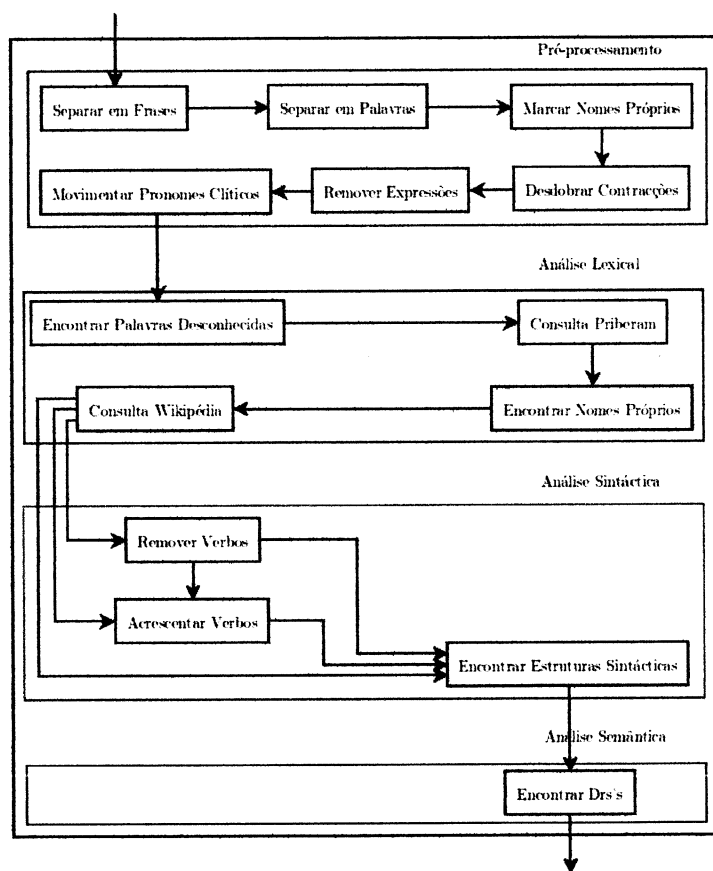 Pré-processamento
Separar em Frases
Separar em Palavras
Marcar Nomes Próprios
Movimentar Pronomes Clíticos
Remover Expressões
Desdobrar Contracções
Análise Lexical
Encontrar Palavras Desconhecidas
Consulta Priberam
Consulta Wikipédia
Encontrar Nomes Próprios
Análise Sintáctica
Remover Verbos
Acrescentar Verbos
Encontrar Estruturas Sintácticas
Análise Semântica
Encontrar Drs's